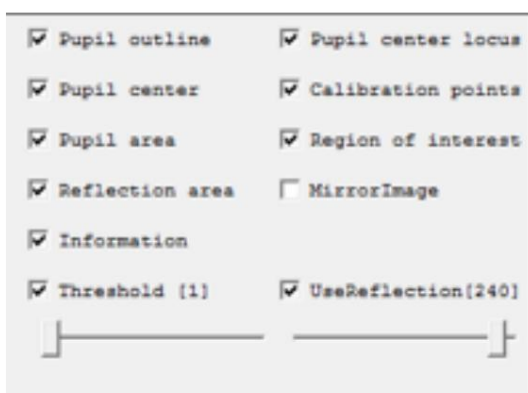 Pupil outline
Pupil center locus
Pupil center
Calibration points
Pupil area
Region of interest
Reflection area
MirrorImage
Information
Threshold [1]
UseReflection[240]